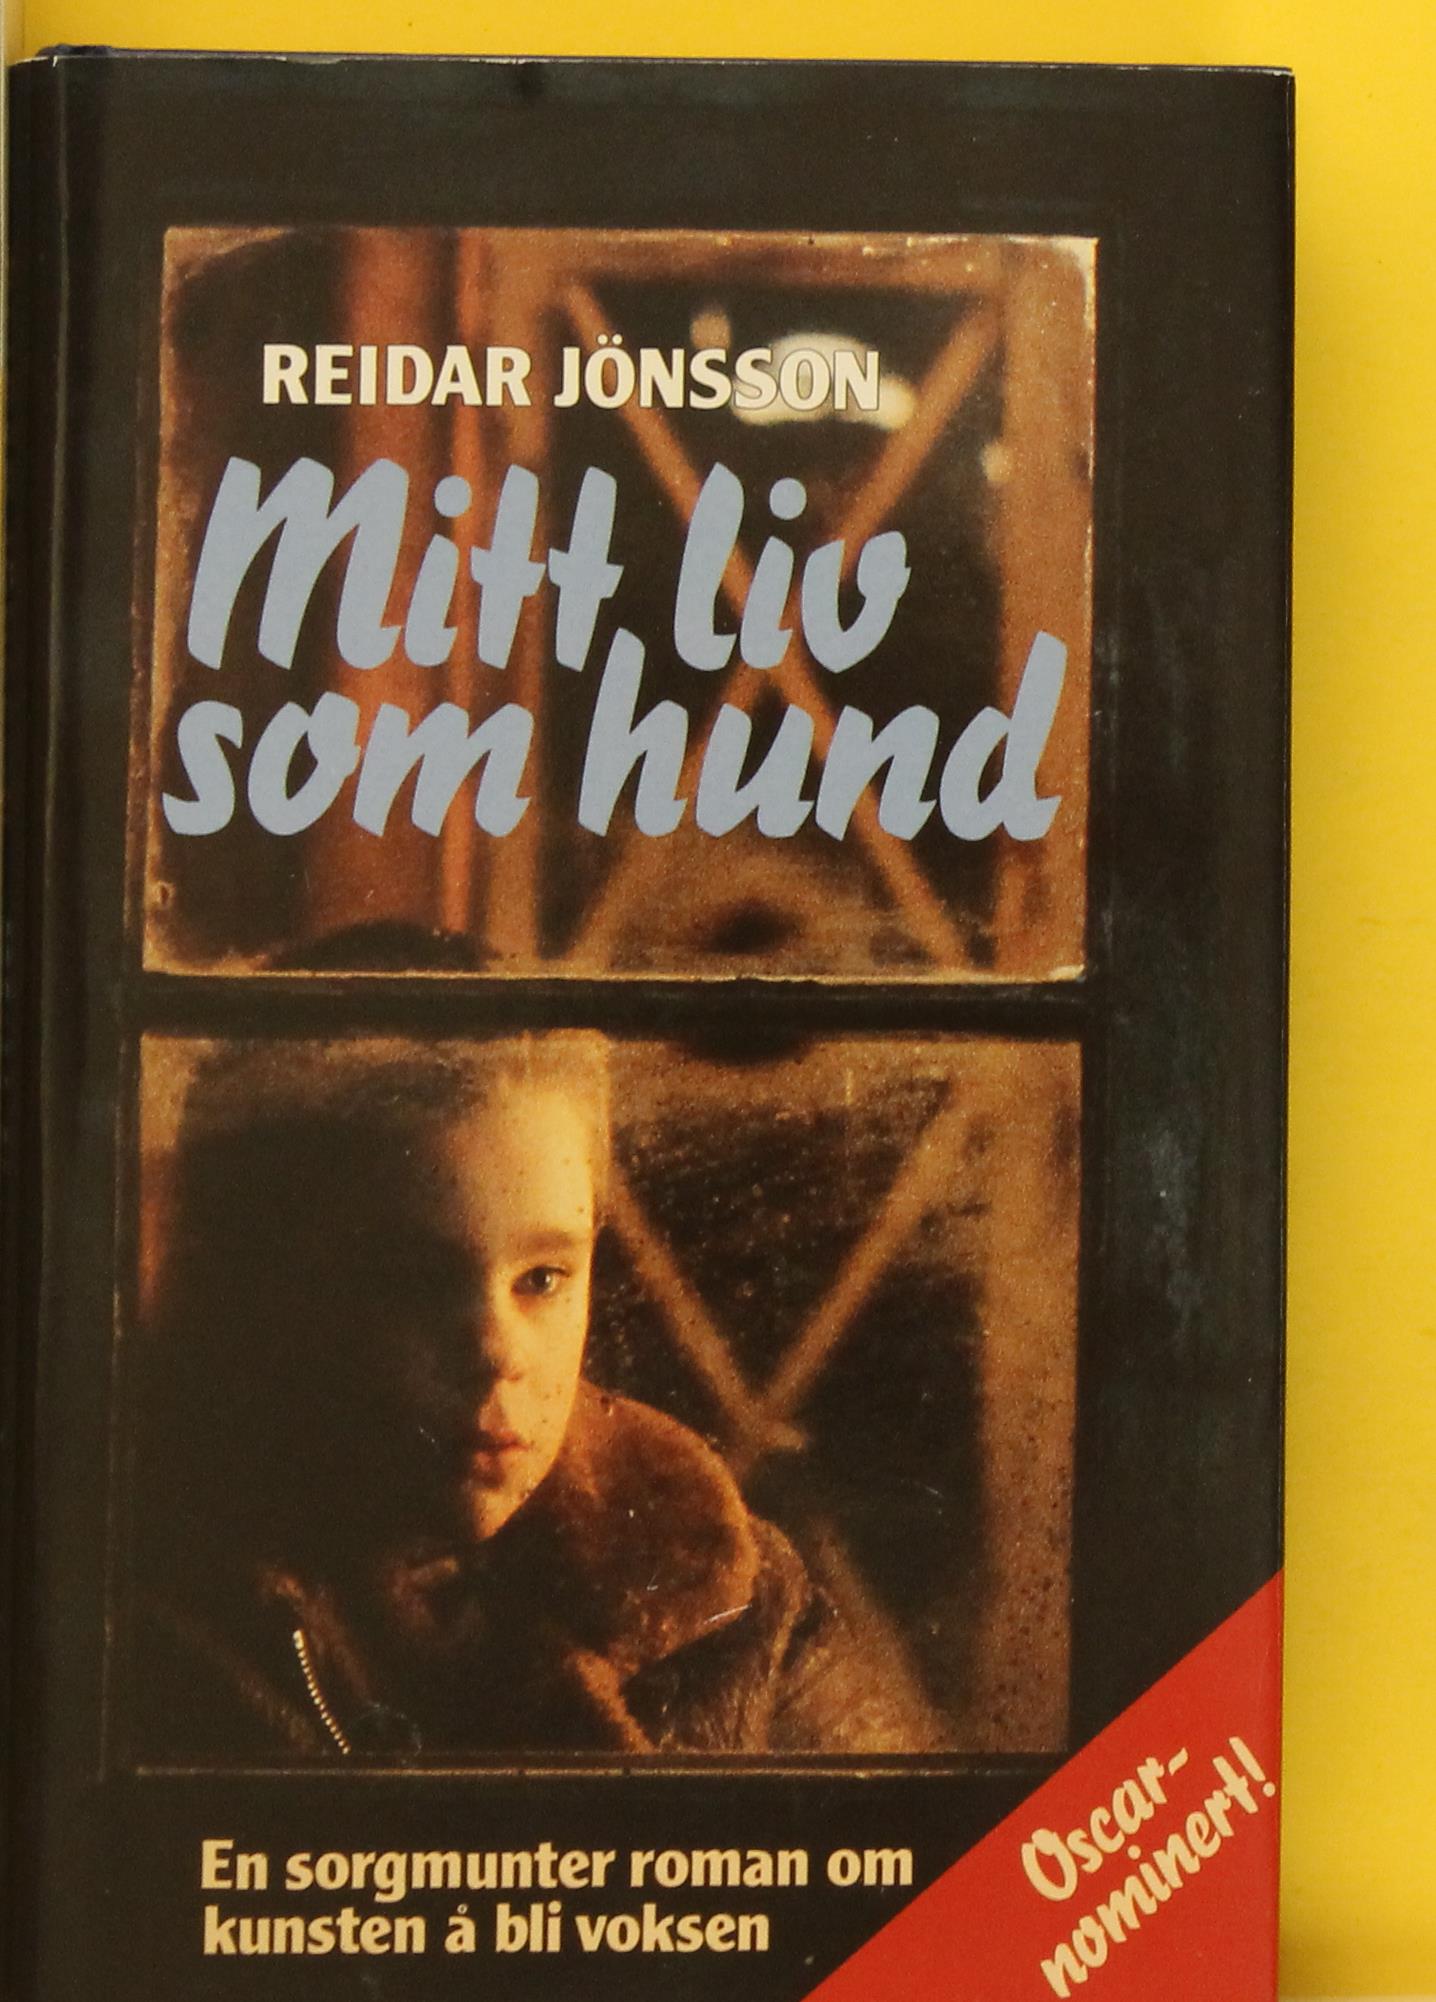 REIDAR JÖNSSON
Mitt liv
som hund
En sorgmunter roman om
kunsten å bli voksen
Oscar-
nominert!